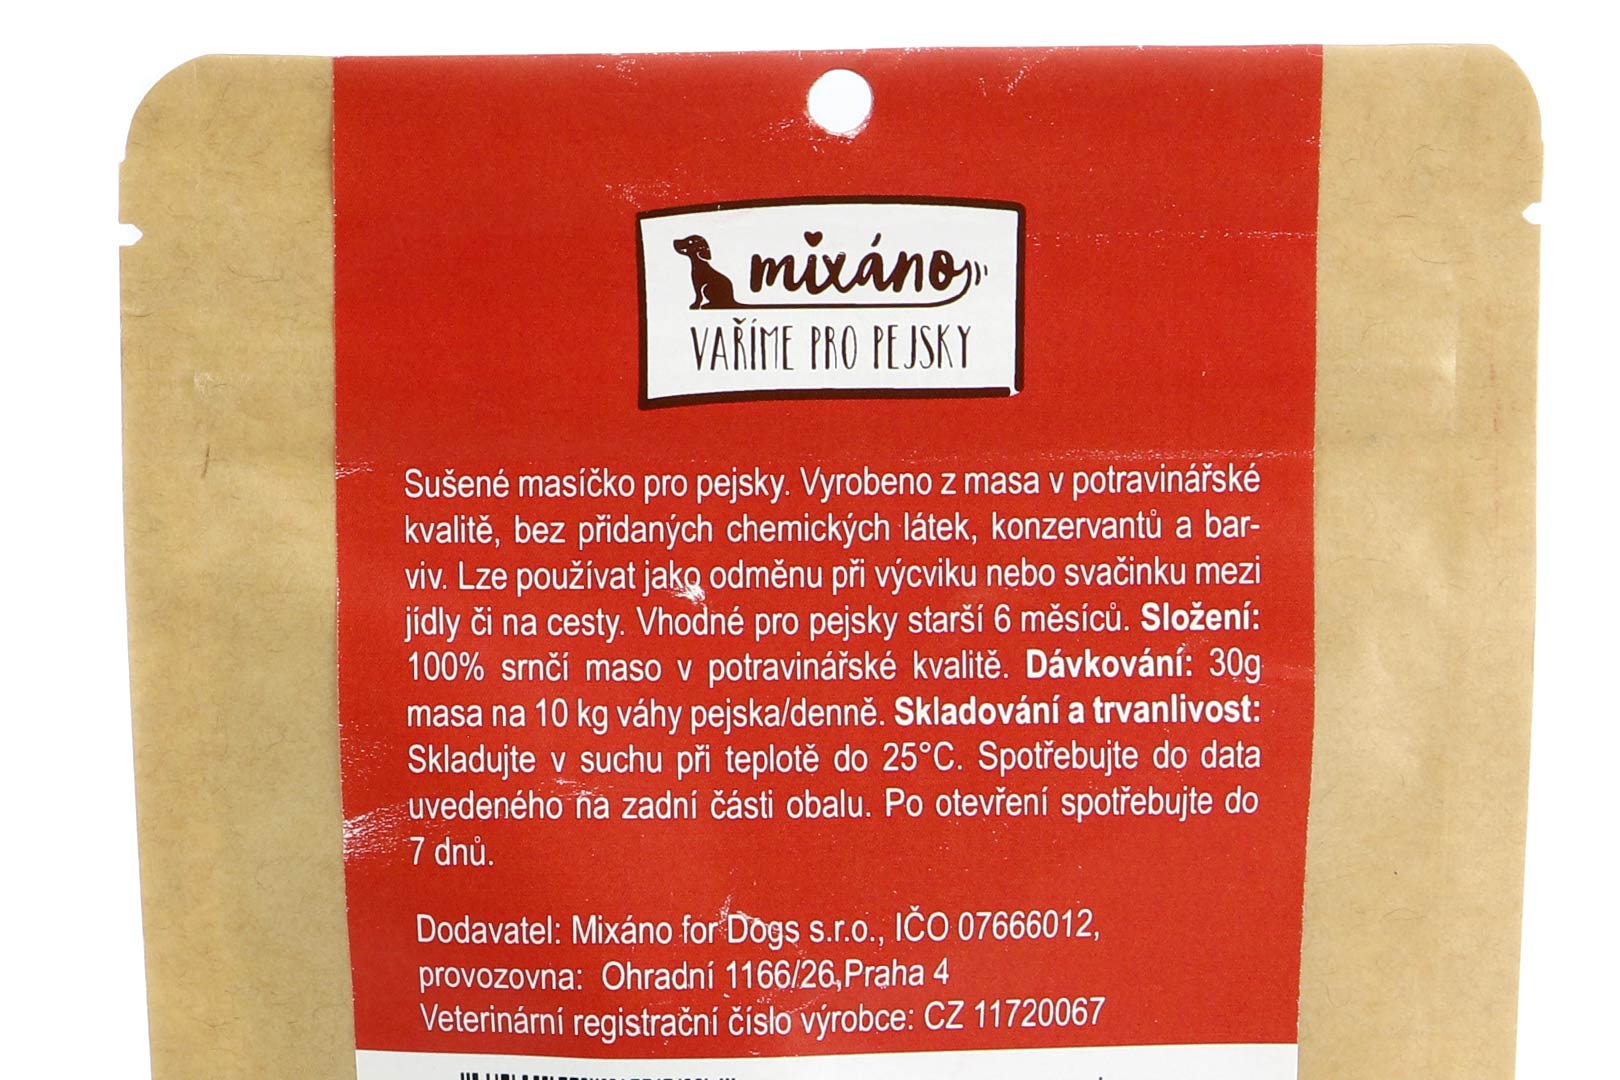 mixáno
VAŘÍME PRO PEJSKY
Sušené masíčko pro pejsky. Vyrobeno z masa v potravinářské
kvalitě, bez přidaných chemických látek, konzervantů a bar-
viv. Lze používat jako odměnu při výcviku nebo svačinku mezi
jídly či na cesty. Vhodné pro pejsky starší 6 měsíců. Složení:
100% srnčí maso v potravinářské kvalitě. Dávkování: 30g
masa na 10 kg váhy pejska/denně. Skladování a trvanlivost:
Skladujte v suchu při teplotě do 25°C. Spotřebujte do data
uvedeného na zadní části obalu. Po otevření spotřebujte do
7 dnů.
Dodavatel: Mixáno for Dogs s.r.o., IČO 07666012,
provozovna: Ohradní 1166/26,Praha 4
Veterinární registrační číslo výrobce: CZ 11720067